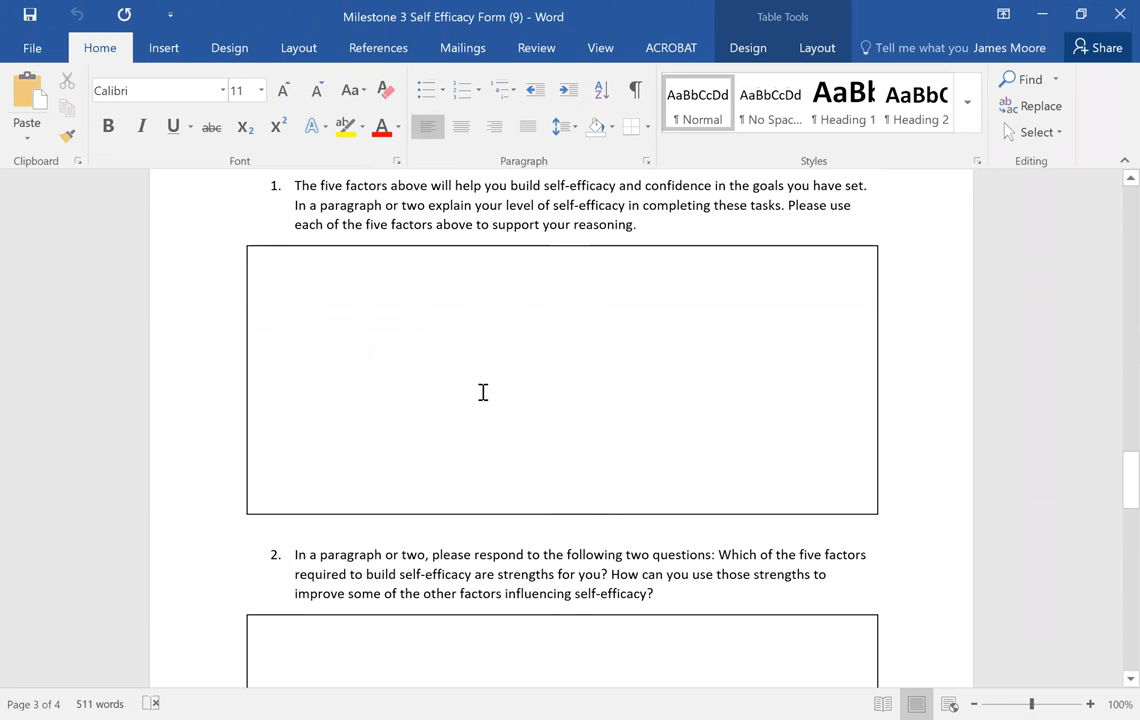 Milestone 3 Self Efficacy Form (9) - Word
Table Tools
File Home Insert Design Layout References Mailings Review View ACROBAT Design Layout Tell me what you James Moore Share
Paste
Calibri 11
Aa
B I U abc X₂ X² A ab A
AaBbCcDd AaBbCcDd AaBb AaBbC
¶ Normal ¶ No Spac... Heading 1 ¶ Heading 2
Find
Replace
Select
Clipboard Font Paragraph Styles Editing
1. The five factors above will help you build self-efficacy and confidence in the goals you have set.
In a paragraph or two explain your level of self-efficacy in completing these tasks. Please use
each of the five factors above to support your reasoning.
2. In a paragraph or two, please respond to the following two questions: Which of the five factors
required to build self-efficacy are strengths for you? How can you use those strengths to
improve some of the other factors influencing self-efficacy?
Page 3 of 4 511 words 100%